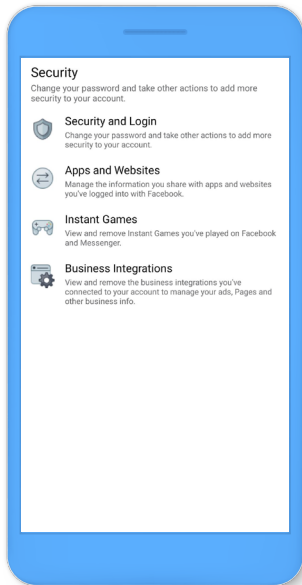 Security
Change your password and take other actions to add more
security to your account.
Security and Login
Change your password and take other actions to add more
security to your account.
Apps and Websites
Manage the information you share with apps and websites
you've logged into with Facebook.
Instant Games
View and remove Instant Games you've played on Facebook
and Messenger.
Business Integrations
View and remove the business integrations you've
connected to your account to manage your ads, Pages and
other business info.